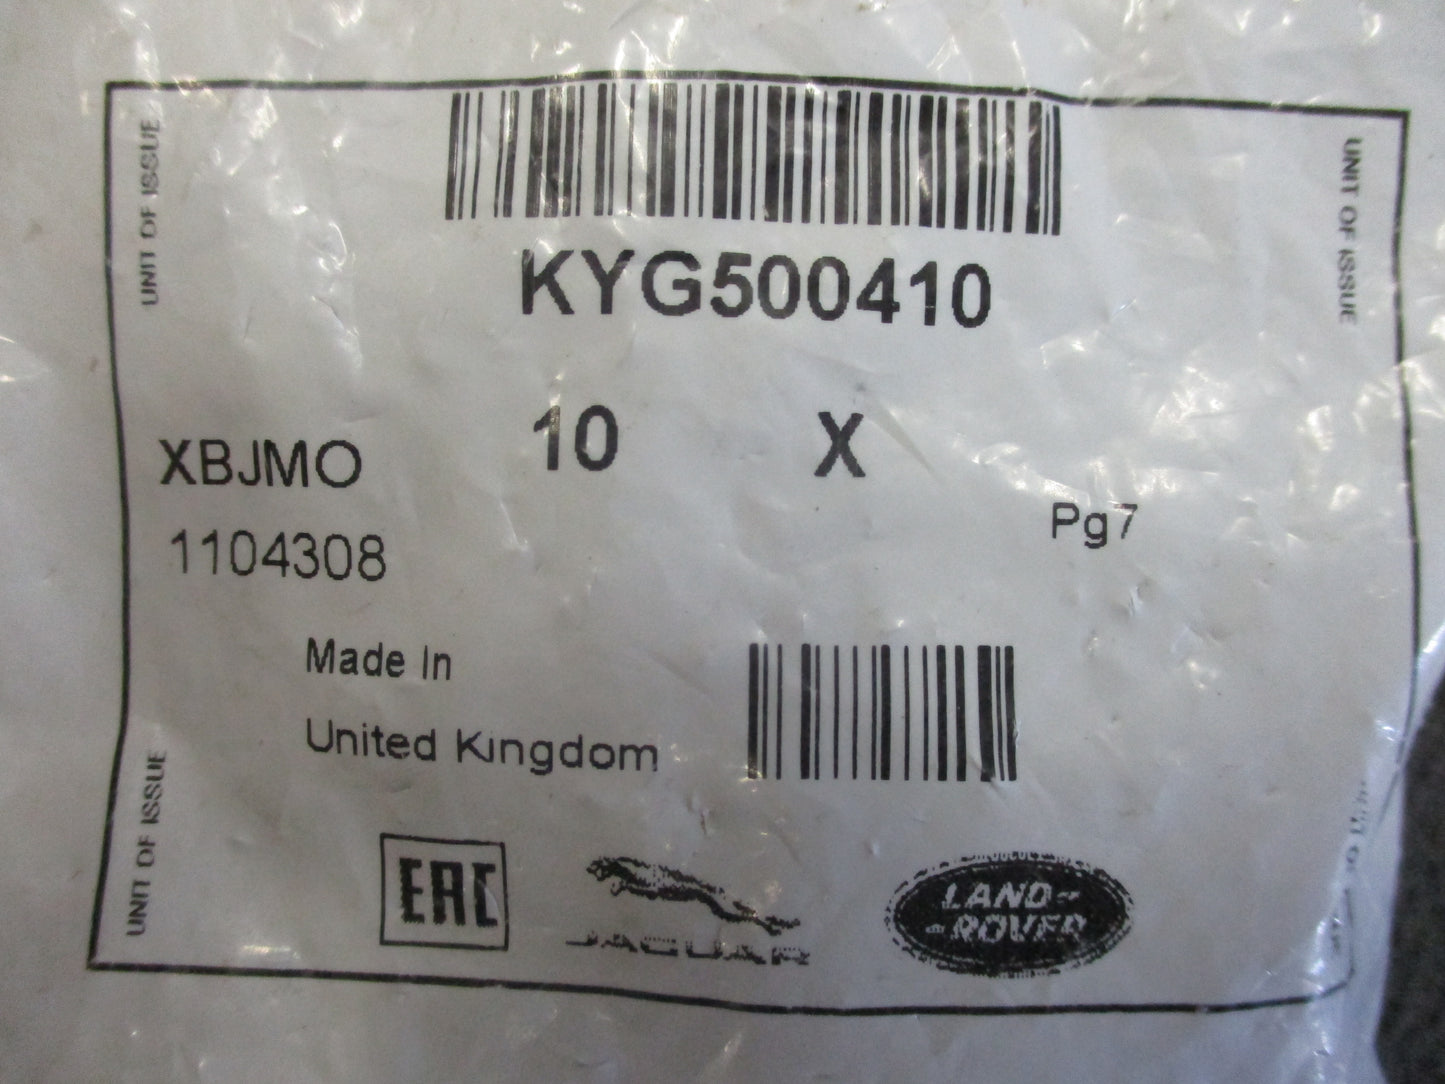 UNIT OF ISSUE
UNIT OF ISSUE
KYG500410
10 X
XBJMO
Pg7
1104308
Made In
United Kingdom
UNIT OF ISSUE
EAC
JAGUAR
LAND-
-ROVER